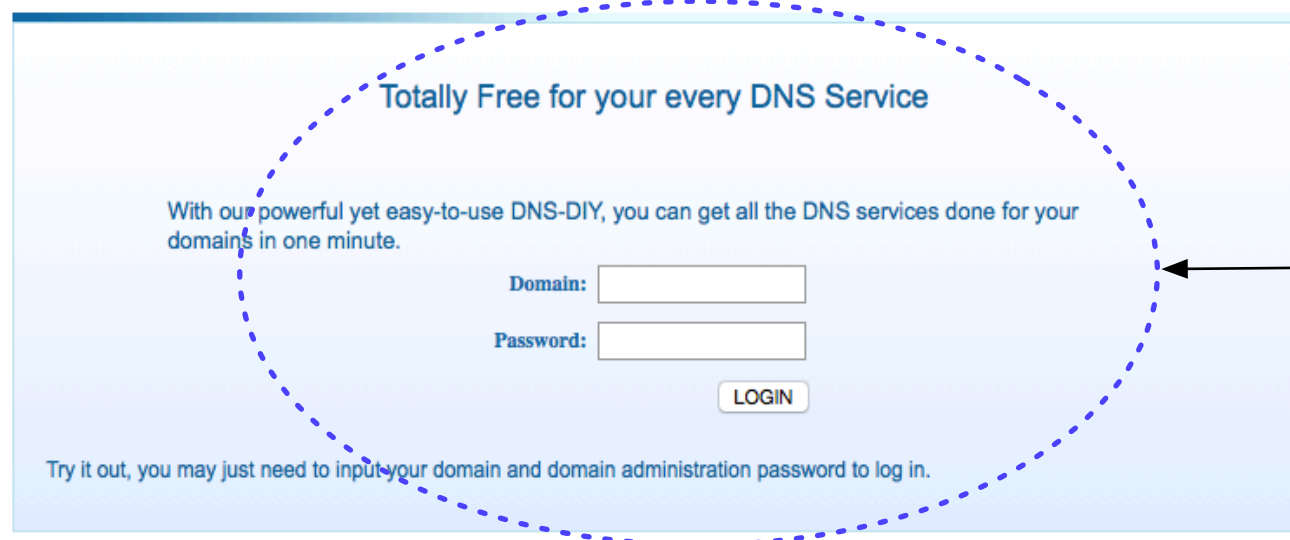 Totally Free for your every DNS Service
With our powerful yet easy-to-use DNS-DIY, you can get all the DNS services done for your
domains in one minute.
Domain:
Password:
LOGIN
Try it out, you may just need to input your domain and domain administration password to log in.